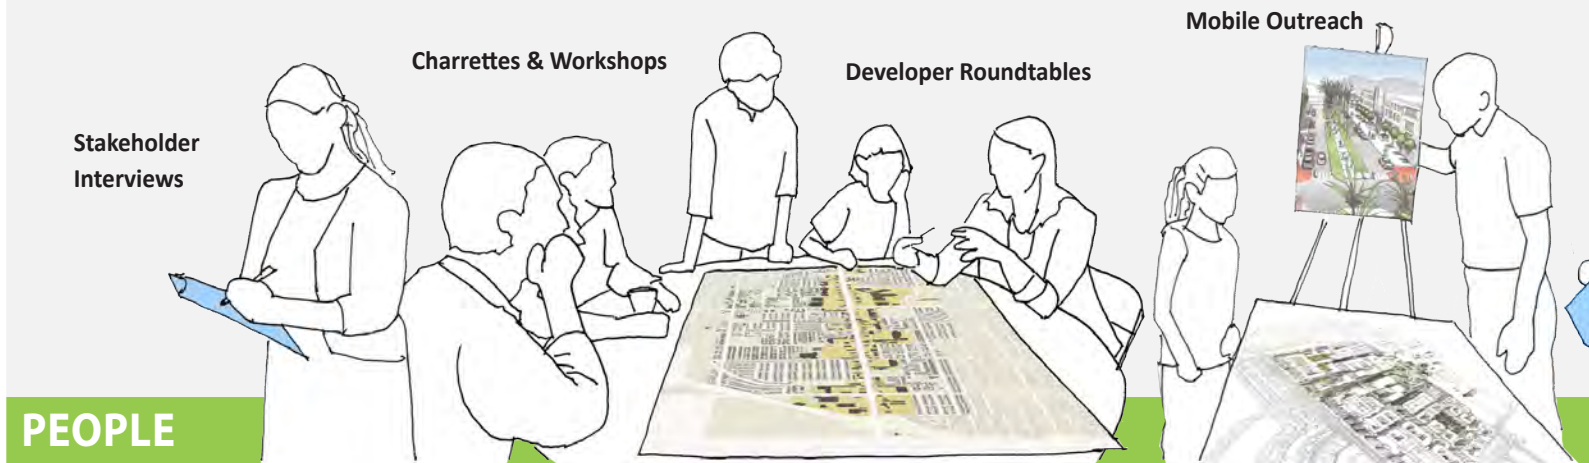 Mobile Outreach
Charrettes & Workshops
Developer Roundtables
Stakeholder
Interviews
PEOPLE